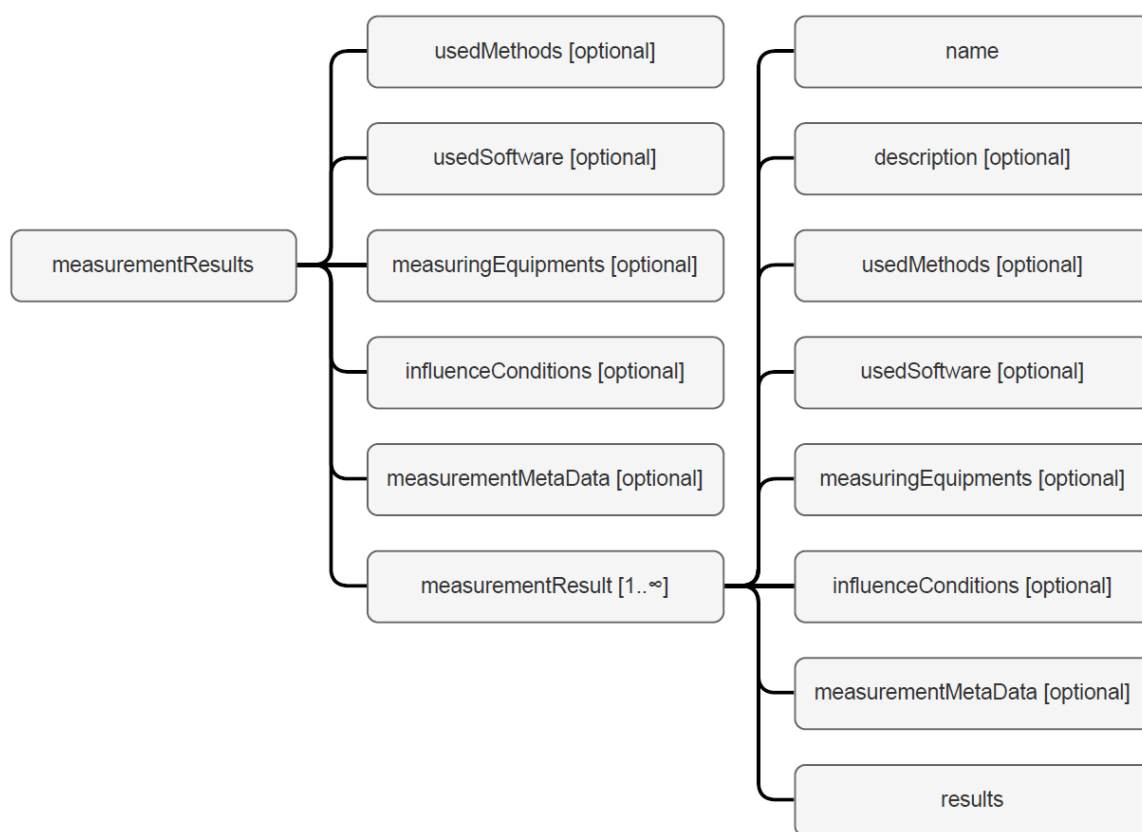 measurementResults
usedMethods [optional]
usedSoftware [optional]
measuringEquipments [optional]
influenceConditions [optional]
measurementMetaData [optional]
measurementResult [1..∞]
name
description [optional]
usedMethods [optional]
usedSoftware [optional]
measuringEquipments [optional]
influenceConditions [optional]
measurementMetaData [optional]
results